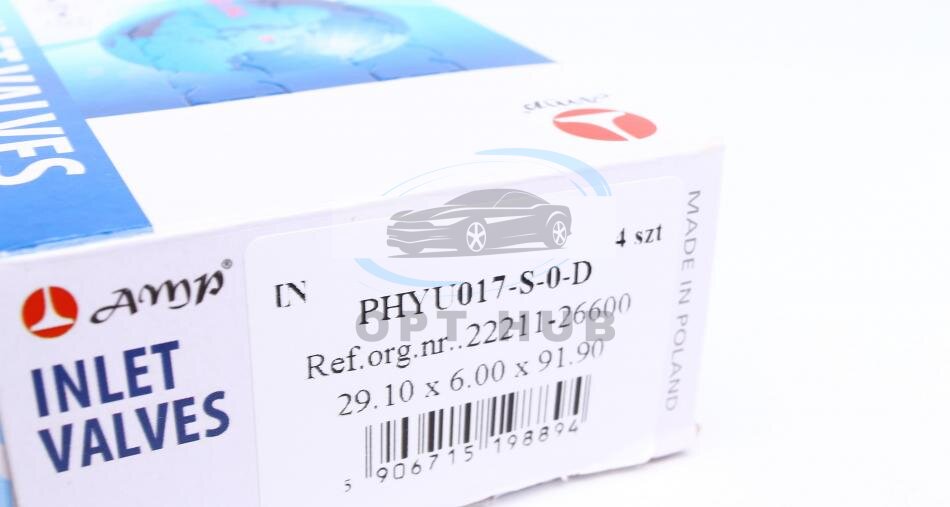 VALVES
AMP
AMP®
INLET
VALVES
IN
4 szt
PHYU017-S-0-D
Ref.org.nr.:22211-26600
29.10 x 6.00 x 91.90
5 906715 198894
MADE IN POLAND
OPT HUB